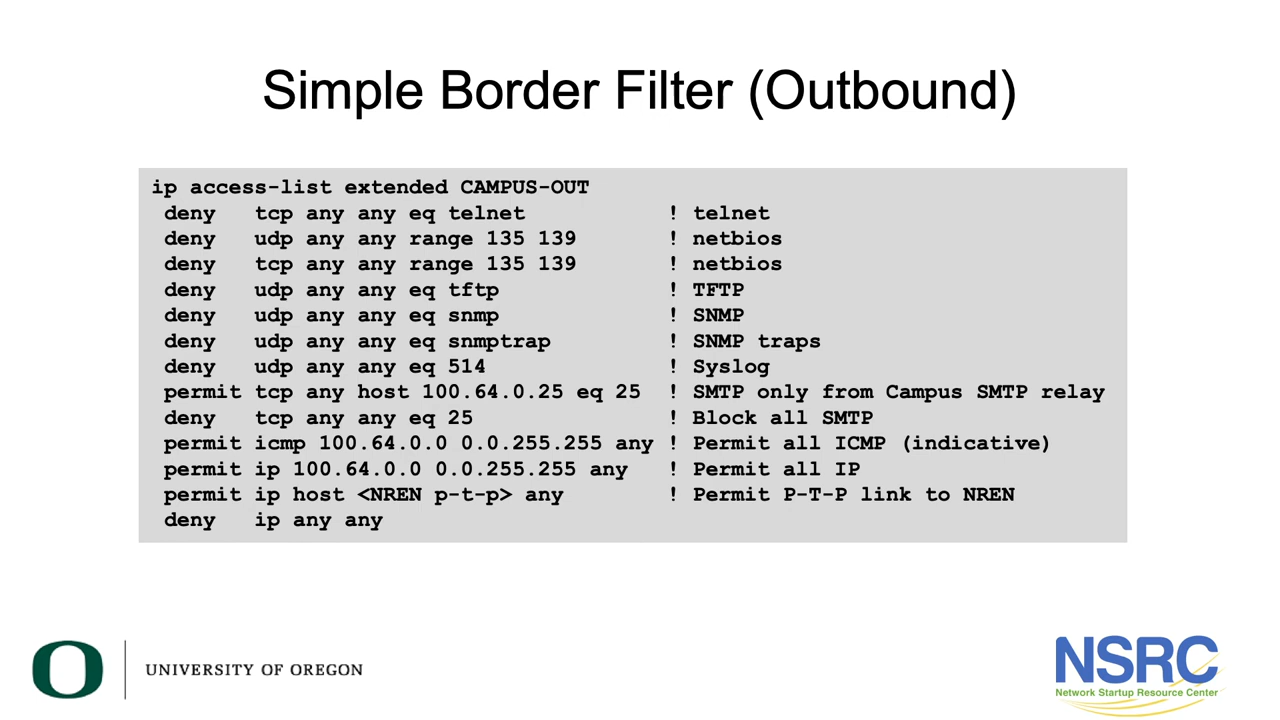 Simple Border Filter (Outbound)
ip access-list extended CAMPUS-OUT
deny tcp any any eq telnet ! telnet
deny udp any any range 135 139 ! netbios
deny tcp any any range 135 139 ! netbios
deny udp any any eq tftp ! TFTP
deny udp any any eq snmp ! SNMP
deny udp any any eq snmptrap ! SNMP traps
deny udp any any eq 514 ! Syslog
permit tcp any host 100.64.0.25 eq 25 ! SMTP only from Campus SMTP relay
deny tcp any any eq 25 ! Block all SMTP
permit icmp 100.64.0.0 0.0.255.255 any ! Permit all ICMP (indicative)
permit ip 100.64.0.0 0.0.255.255 any ! Permit all IP
permit ip host <NREN p-t-p> any ! Permit P-T-P link to NREN
deny ip any any
O
UNIVERSITY OF OREGON
NSRC
Network Startup Resource Center